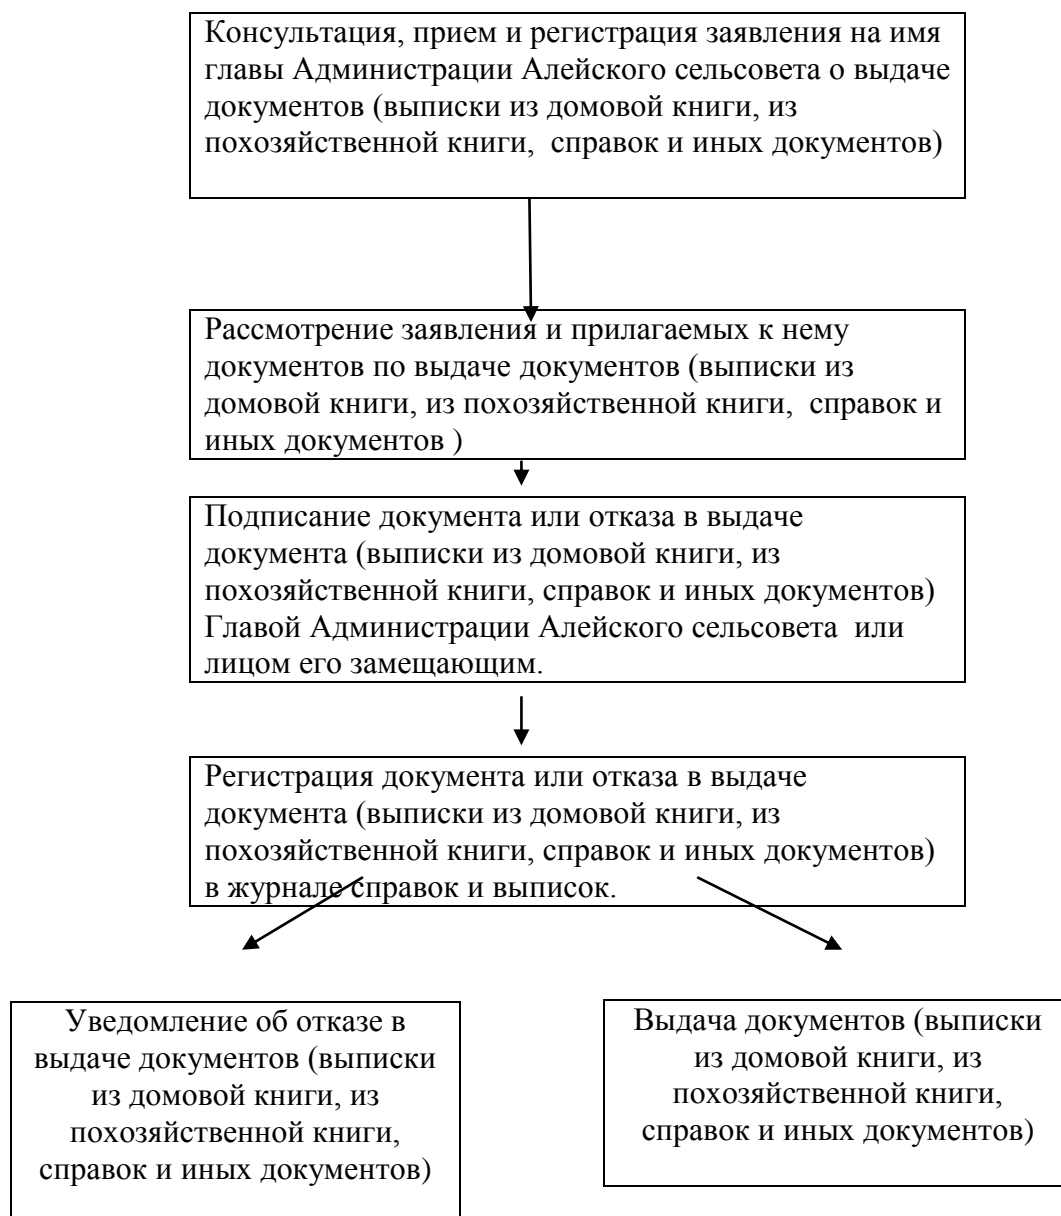 Консультация, прием и регистрация заявления на имя
главы Администрации Алейского сельсовета о выдаче
документов (выписки из домовой книги, из
похозяйственной книги,  справок и иных документов)
Рассмотрение заявления и прилагаемых к нему
документов по выдаче документов (выписки из
домовой книги, из похозяйственной книги,  справок и
иных документов )
Подписание документа или отказа в выдаче
документа (выписки из домовой книги, из
похозяйственной книги, справок и иных документов)
Главой Администрации Алейского сельсовета  или
лицом его замещающим.
Регистрация документа или отказа в выдаче
документа (выписки из домовой книги, из
похозяйственной книги, справок и иных документов)
в журнале справок и выписок.
Уведомление об отказе в
выдаче документов (выписки
из домовой книги, из
похозяйственной книги,
справок и иных документов)
Выдача документов (выписки
из домовой книги, из
похозяйственной книги,
справок и иных документов)